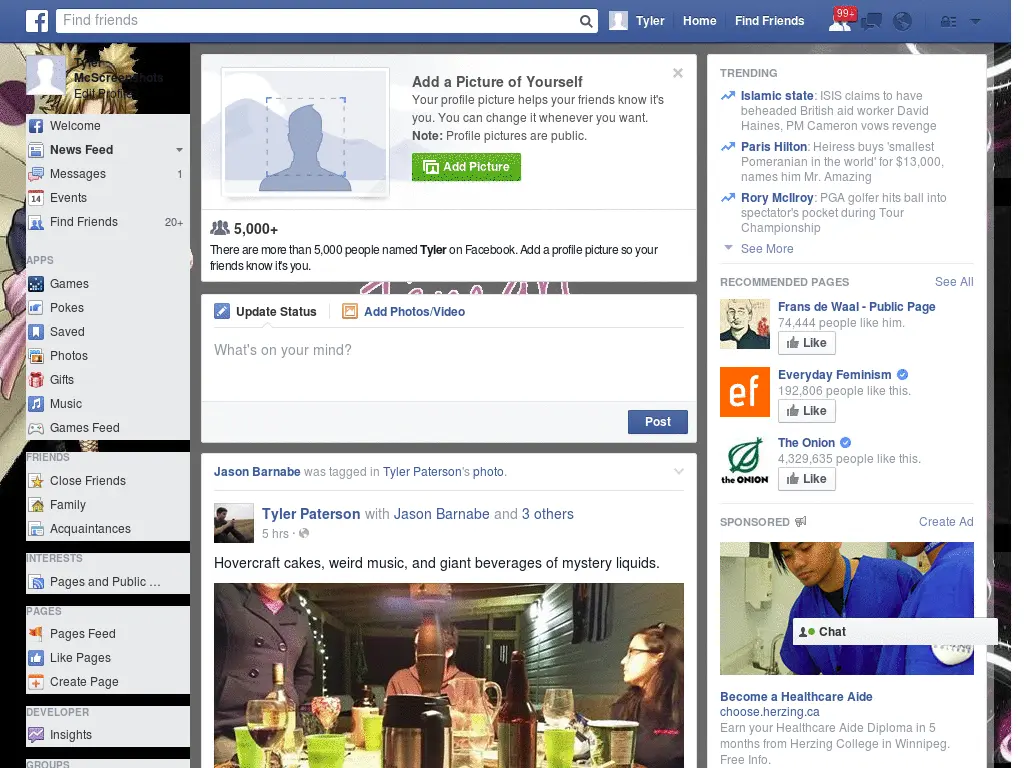 Find friends
Tyler
Home
Find Friends
99+
Tyler
McScreenshots
Edit Profile
Welcome
News Feed
Messages 1
14 Events
Find Friends 20+
APPS
Games
Pokes
Saved
Photos
Gifts
Music
Games Feed
FRIENDS
Close Friends
Family
Acquaintances
INTERESTS
Pages and Public ...
PAGES
Pages Feed
Like Pages
Create Page
DEVELOPER
Insights
GROUPS
Add a Picture of Yourself
Your profile picture helps your friends know it's
you. You can change it whenever you want.
Note: Profile pictures are public.
Add Picture
5,000+
There are more than 5,000 people named Tyler on Facebook. Add a profile picture so your
friends know it's you.
Update Status
Add Photos/Video
What's on your mind?
Post
Jason Barnabe was tagged in Tyler Paterson's photo.
Tyler Paterson with Jason Barnabe and 3 others
5 hrs ·
Hovercraft cakes, weird music, and giant beverages of mystery liquids.
TRENDING
Islamic state: ISIS claims to have
beheaded British aid worker David
Haines, PM Cameron vows revenge
Paris Hilton: Heiress buys 'smallest
Pomeranian in the world' for $13,000,
names him Mr. Amazing
Rory McIlroy: PGA golfer hits ball into
spectator's pocket during Tour
Championship
See More
RECOMMENDED PAGES See All
Frans de Waal - Public Page
74,444 people like him.
Like
ef
Everyday Feminism
192,806 people like this.
Like
the ONION
The Onion
4,329,635 people like this.
Like
SPONSORED Create Ad
Chat
Become a Healthcare Aide
choose.herzing.ca
Earn your Healthcare Aide Diploma in 5
months from Herzing College in Winnipeg.
Free Info.